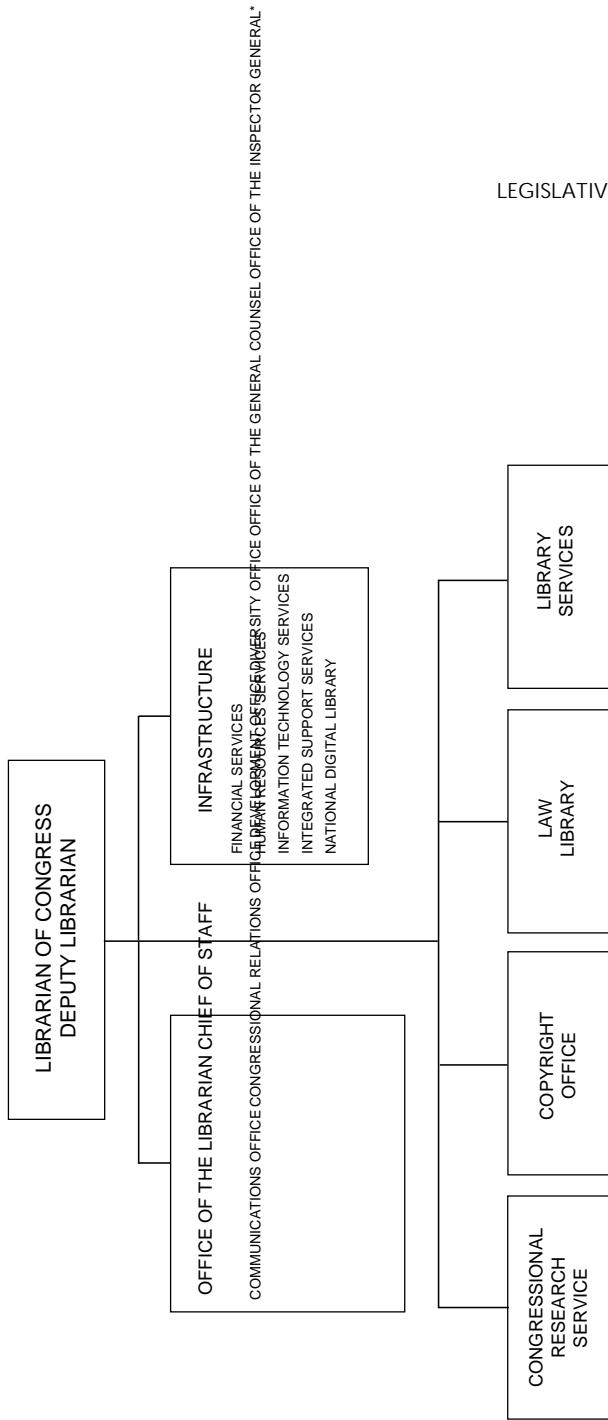 LEGISLATIV
LIBRARIAN OF CONGRESS
DEPUTY LIBRARIAN
OFFICE OF THE LIBRARIAN CHIEF OF STAFF
COMMUNICATIONS OFFICE CONGRESSIONAL RELATIONS OFFICE DEVELOPMENT OFFICE DIVERSITY OFFICE OFFICE OF THE GENERAL COUNSEL OFFICE OF THE INSPECTOR GENERAL*
INFRASTRUCTURE
FINANCIAL SERVICES
HUMAN RESOURCES SERVICES
INFORMATION TECHNOLOGY SERVICES
INTEGRATED SUPPORT SERVICES
NATIONAL DIGITAL LIBRARY
CONGRESSIONAL
RESEARCH
SERVICE
COPYRIGHT
OFFICE
LAW
LIBRARY
LIBRARY
SERVICES